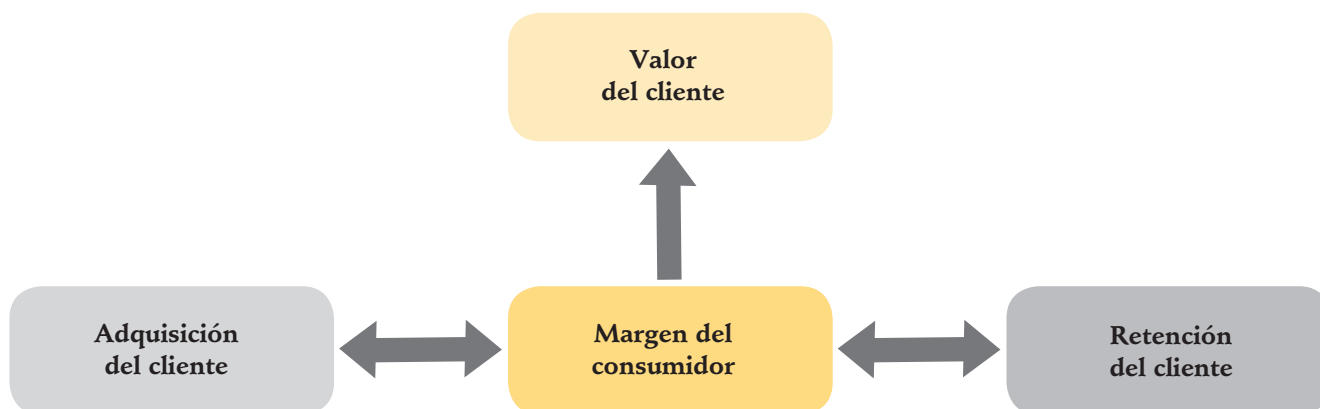 Valor
del cliente
Adquisición
del cliente
Margen del
consumidor
Retención
del cliente